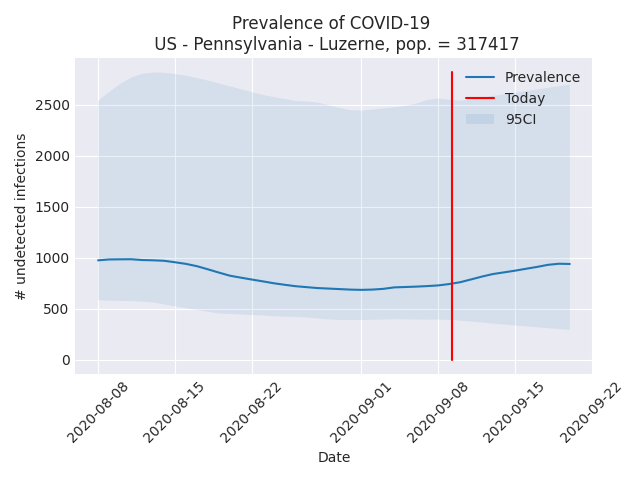 Prevalence of COVID-19
US - Pennsylvania - Luzerne, pop. = 317417
Prevalence
Today
95CI
# undetected infections
2500
2000
1500
1000
500
0
2020-08-08
2020-08-15
2020-08-22
2020-09-01
2020-09-08
2020-09-15
2020-09-22
Date